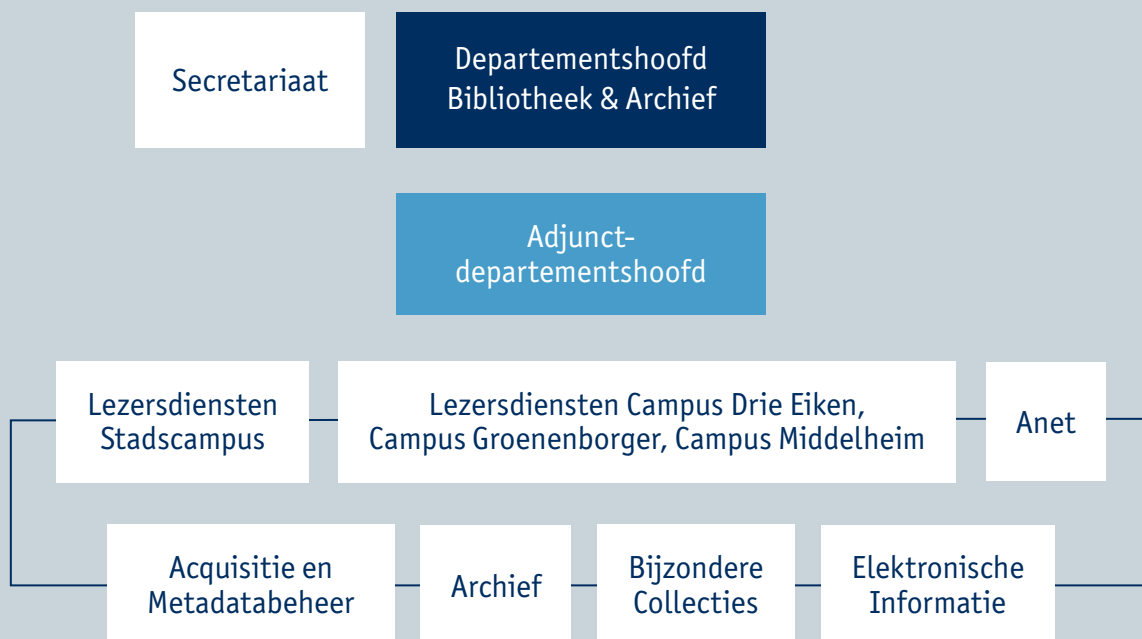 Secretariaat
Departementshoofd
Bibliotheek & Archief
Adjunct-
departementshoofd
Lezersdiensten
Stadscampus
Lezersdiensten Campus Drie Eiken,
Campus Groenenborger, Campus Middelheim
Anet
Acquisitie en
Metadatabeheer
Archief
Bijzondere
Collecties
Elektronische
Informatie